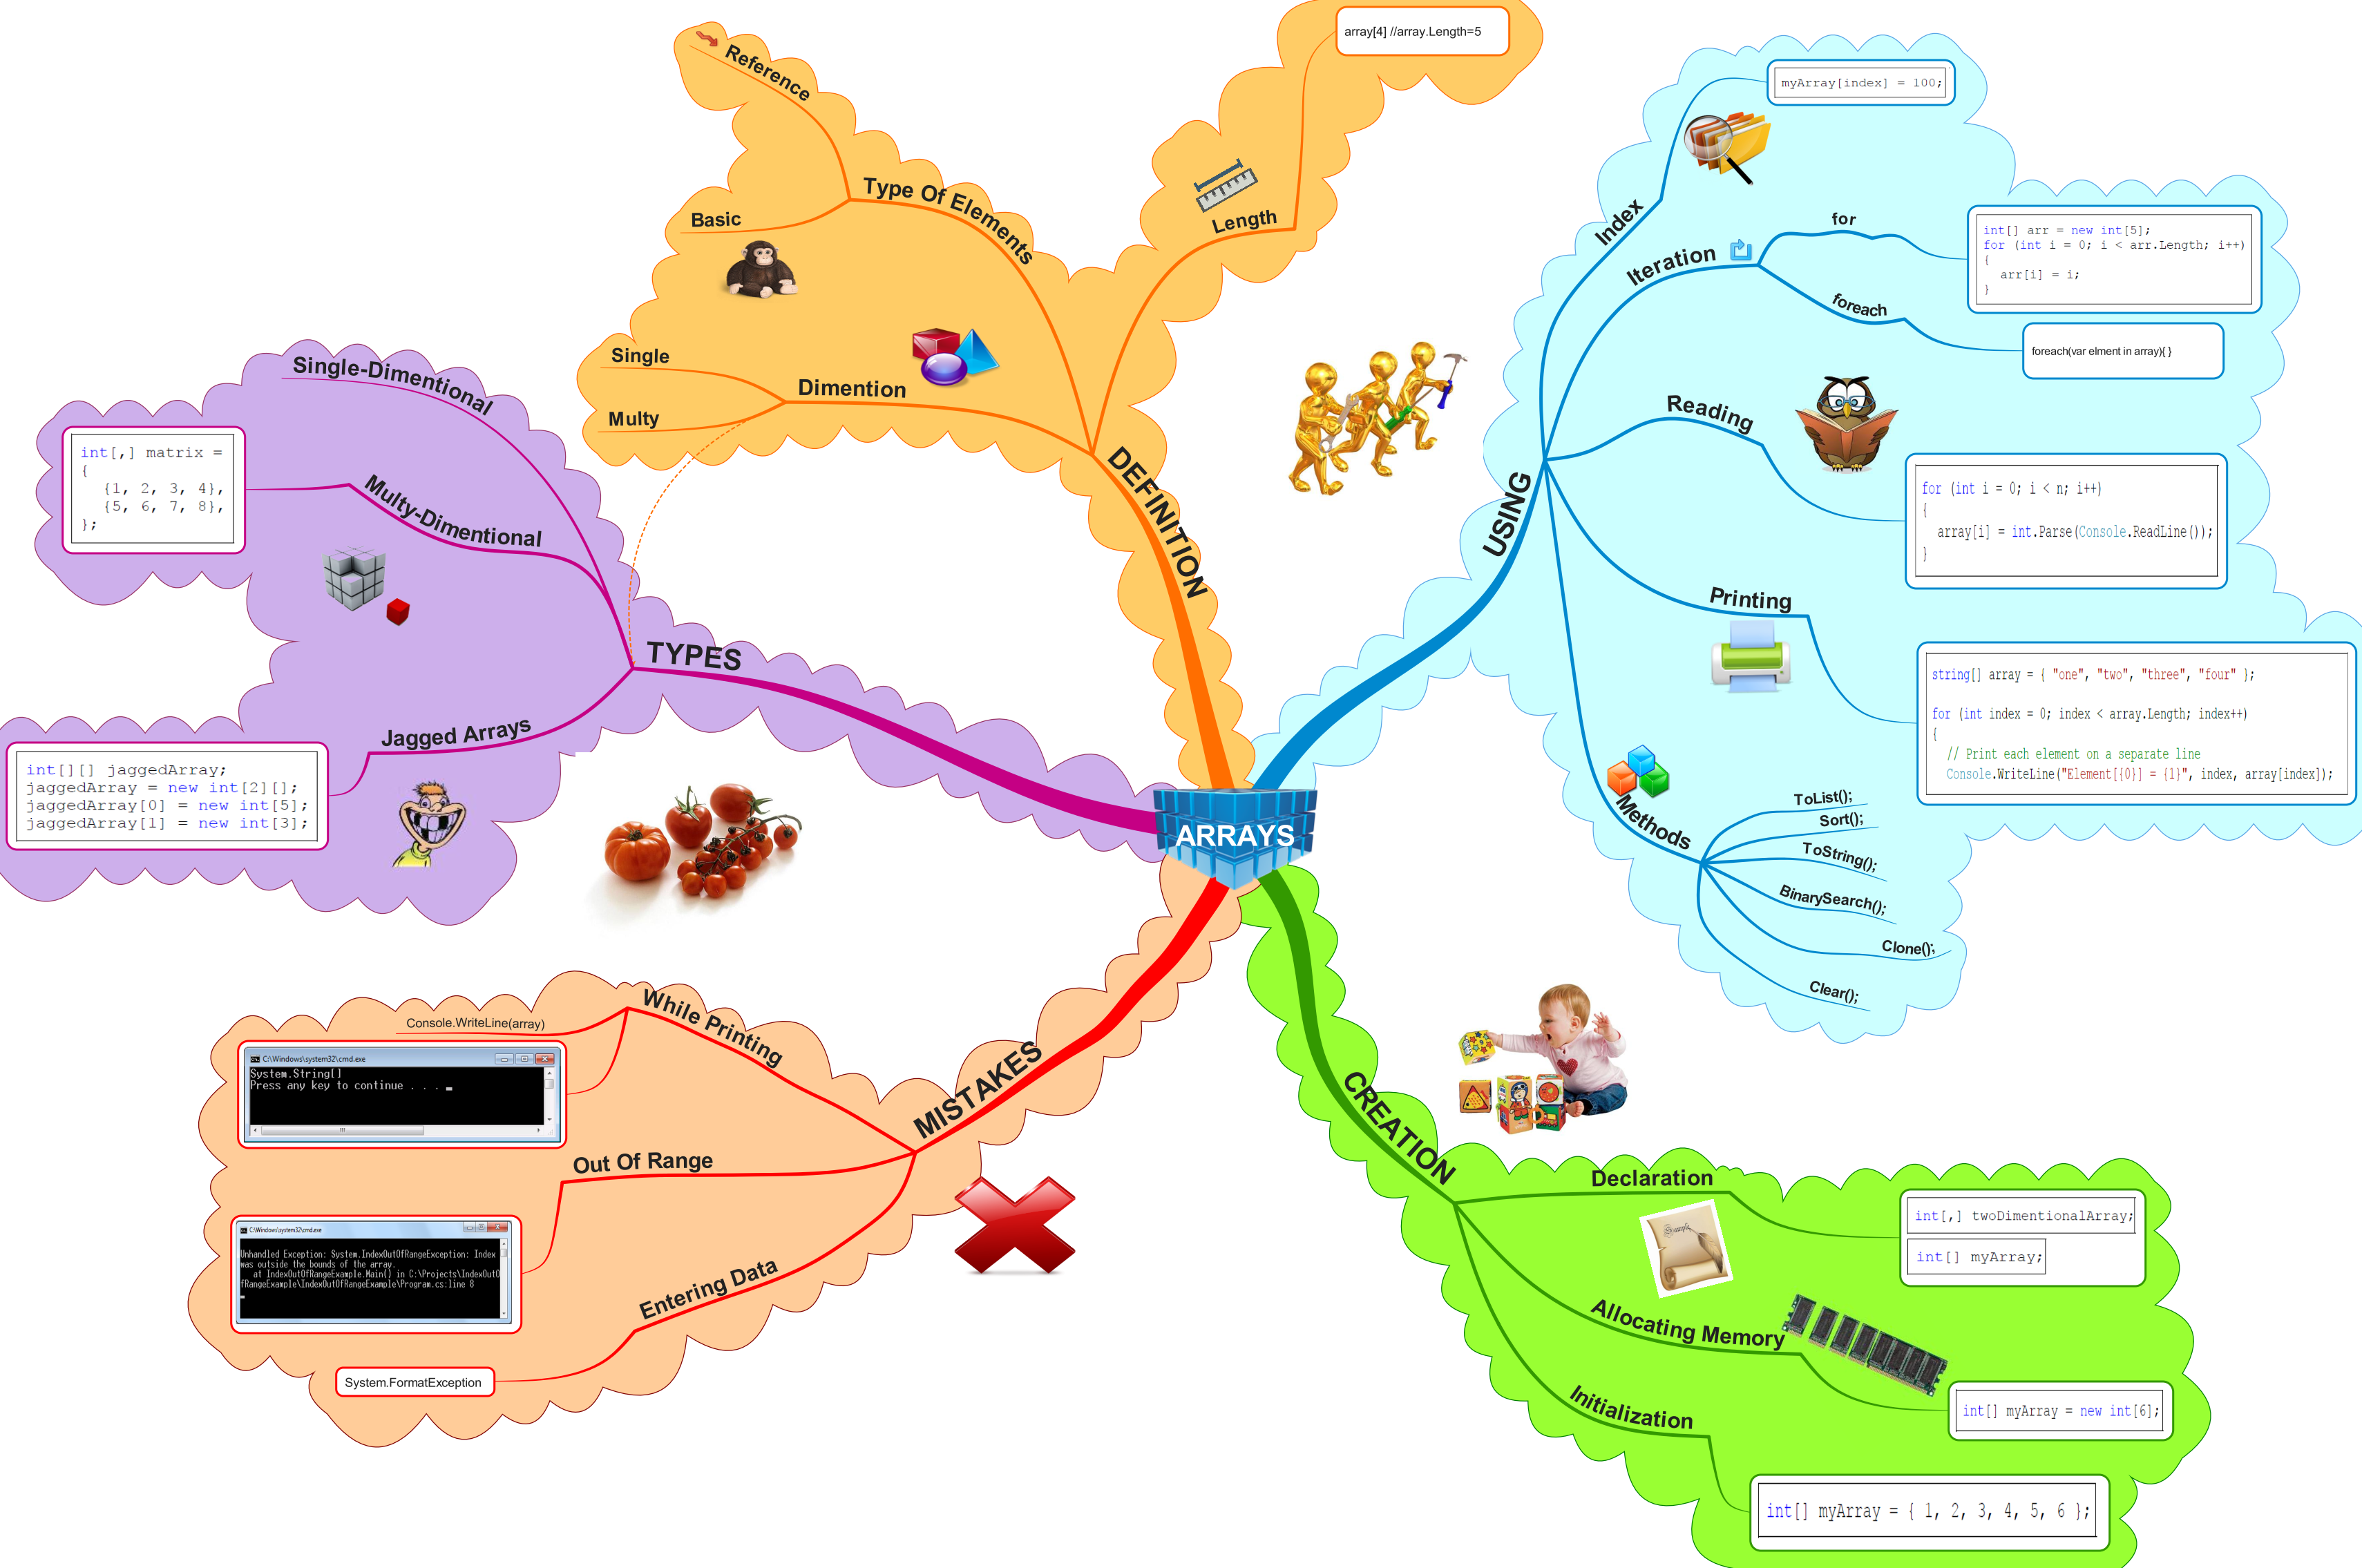 ARRAYS
DEFINITION
Type Of Elements
Reference
Basic
Dimention
Single
Multy
Length
array[4] //array.Length=5
USING
Index
myArray[index] = 100;
Iteration
for
int[] arr = new int[5];
for (int i = 0; i < arr.Length; i++)
{
arr[i] = i;
}
foreach
foreach(var elment in array){ }
Reading
for (int i = 0; i < n; i++)
{
array[i] = int.Parse(Console.ReadLine());
}
Printing
string[] array = { "one", "two", "three", "four" };
for (int index = 0; index < array.Length; index++)
{
// Print each element on a separate line
Console.WriteLine("Element[{0}] = {1}", index, array[index]);
Methods
ToList();
Sort();
ToString();
BinarySearch();
Clone();
Clear();
TYPES
Single-Dimentional
Multy-Dimentional
int[,] matrix =
{
{1, 2, 3, 4},
{5, 6, 7, 8},
};
Jagged Arrays
int[][] jaggedArray;
jaggedArray = new int[2][];
jaggedArray[0] = new int[5];
jaggedArray[1] = new int[3];
MISTAKES
While Printing
Console.WriteLine(array)
C:\Windows\system32\cmd.exe
System.String[]
Press any key to continue . . .
Out Of Range
C:\Windows\system32\cmd.exe
Unhandled Exception: System.IndexOutOfRangeException: Index
was outside the bounds of the array.
at IndexOutOfRangeExample.Main() in C:\Projects\IndexOutO
fRangeExample\IndexOutOfRangeExample\Program.cs:line 8
Entering Data
System.FormatException
CREATION
Declaration
int[,] twoDimentionalArray;
int[] myArray;
Example
Allocating Memory
int[] myArray = new int[6];
Initialization
int[] myArray = { 1, 2, 3, 4, 5, 6 };